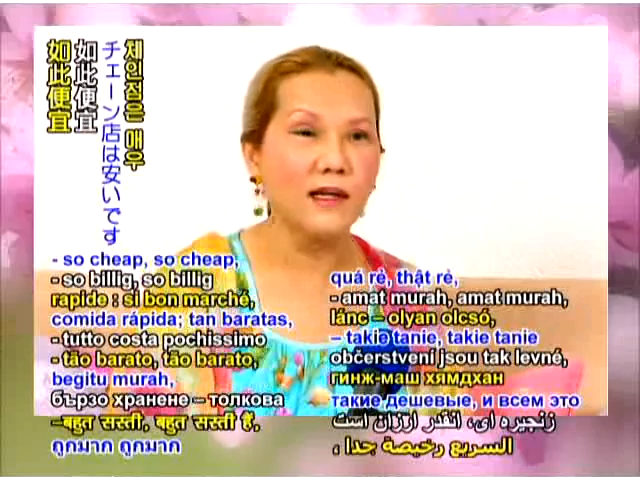 체인점은 매우
チェーン店は安いです
如此便宜
如此便宜
- so cheap, so cheap,
- so billig, so billig
rapide : si bon marché,
comida rápida; tan baratas,
- tutto costa pochissimo
- tão barato, tão barato,
begitu murah,
бързо хранене – толкова
–बहुत सस्ती, बहुत सस्ती हैं,
ถูกมาก ถูกมาก
quá rẻ, thật rẻ,
- amat murah, amat murah,
lánc – olyan olcsó,
– takie tanie, takie tanie
občerstvení jsou tak levné,
гинж-маш хямдхан
такие дешевые, и всем это
زنجیره ای، انقدر ارزان است
السريع رخيصة جدا ،